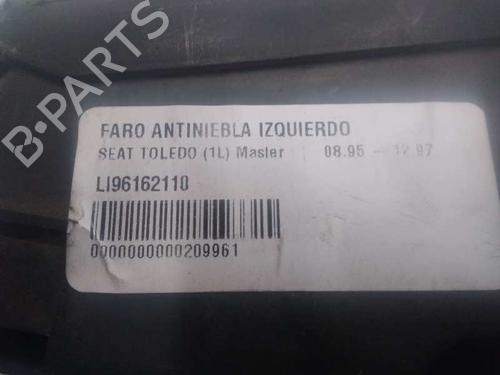 B-PARTS
FARO ANTINIEBLA IZQUIERDO
SEAT TOLEDO (1L) Master 08.95 - 12.97
LI96162110
0000000000209961